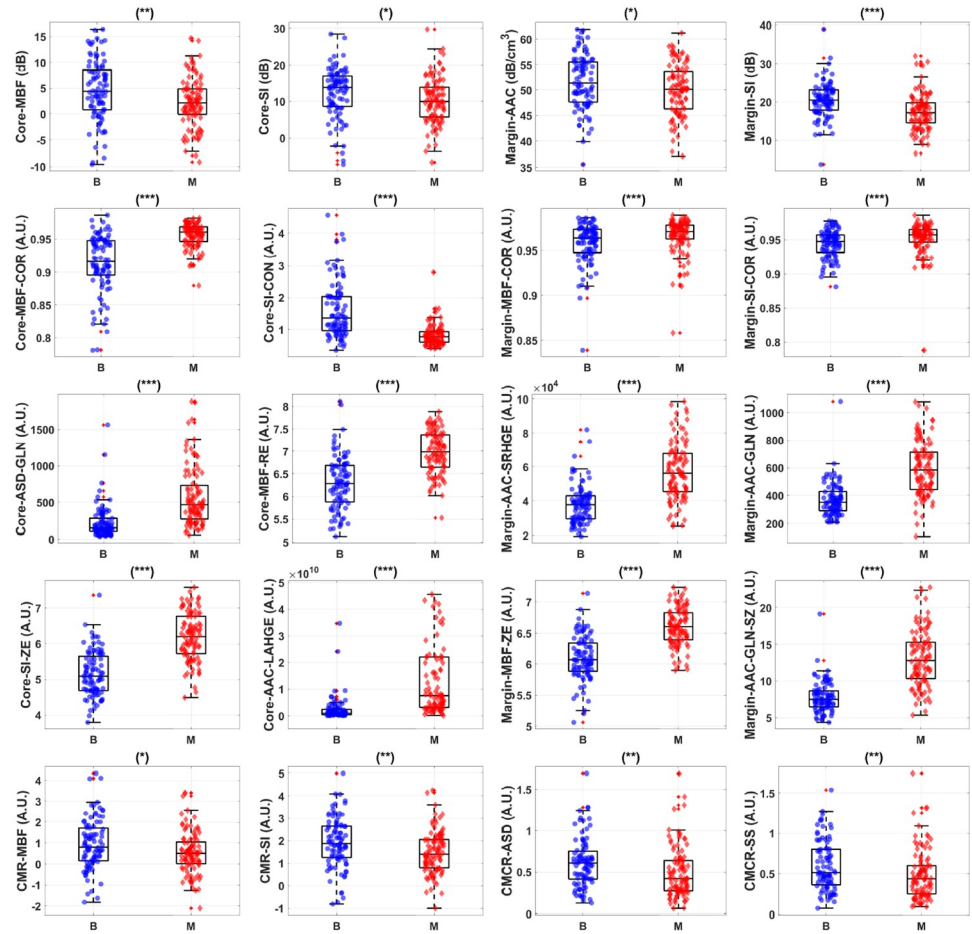 (**)
Core-MBF (dB)
15
10
5
0
-5
-10
B M
(*)
Core-SI (dB)
30
20
10
0
B M
(*)
Margin-AAC (dB/cm³)
60
55
50
45
40
35
B M
(***)
Margin-SI (dB)
40
30
20
10
B M
(***)
Core-MBF-COR (A.U.)
0.95
0.9
0.85
0.8
B M
(***)
Core-SI-CON (A.U.)
4
3
2
1
B M
(***)
Margin-MBF-COR (A.U.)
0.95
0.9
0.85
B M
(***)
Margin-SI-COR (A.U.)
0.95
0.9
0.85
0.8
B M
(***)
Core-ASD-GLN (A.U.)
1500
1000
500
0
B M
(***)
Core-MBF-RE (A.U.)
8
7.5
7
6.5
6
5.5
5
B M
(***)
×10⁴
Margin-AAC-SRHGE (A.U.)
10
8
6
4
2
B M
(***)
Margin-AAC-GLN (A.U.)
1000
800
600
400
200
B M
(***)
Core-SI-ZE (A.U.)
7
6
5
4
B M
(***)
×10¹⁰
Core-AAC-LAHGE (A.U.)
5
4
3
2
1
0
B M
(***)
Margin-MBF-ZE (A.U.)
7
6.5
6
5.5
5
B M
(***)
Margin-AAC-GLN-SZ (A.U.)
20
15
10
5
B M
(*)
CMR-MBF (A.U.)
4
3
2
1
0
-1
-2
B M
(**)
CMR-SI (A.U.)
5
4
3
2
1
0
-1
B M
(**)
CMCR-ASD (A.U.)
1.5
1
0.5
0
B M
(**)
CMCR-SS (A.U.)
1.5
1
0.5
0
B M